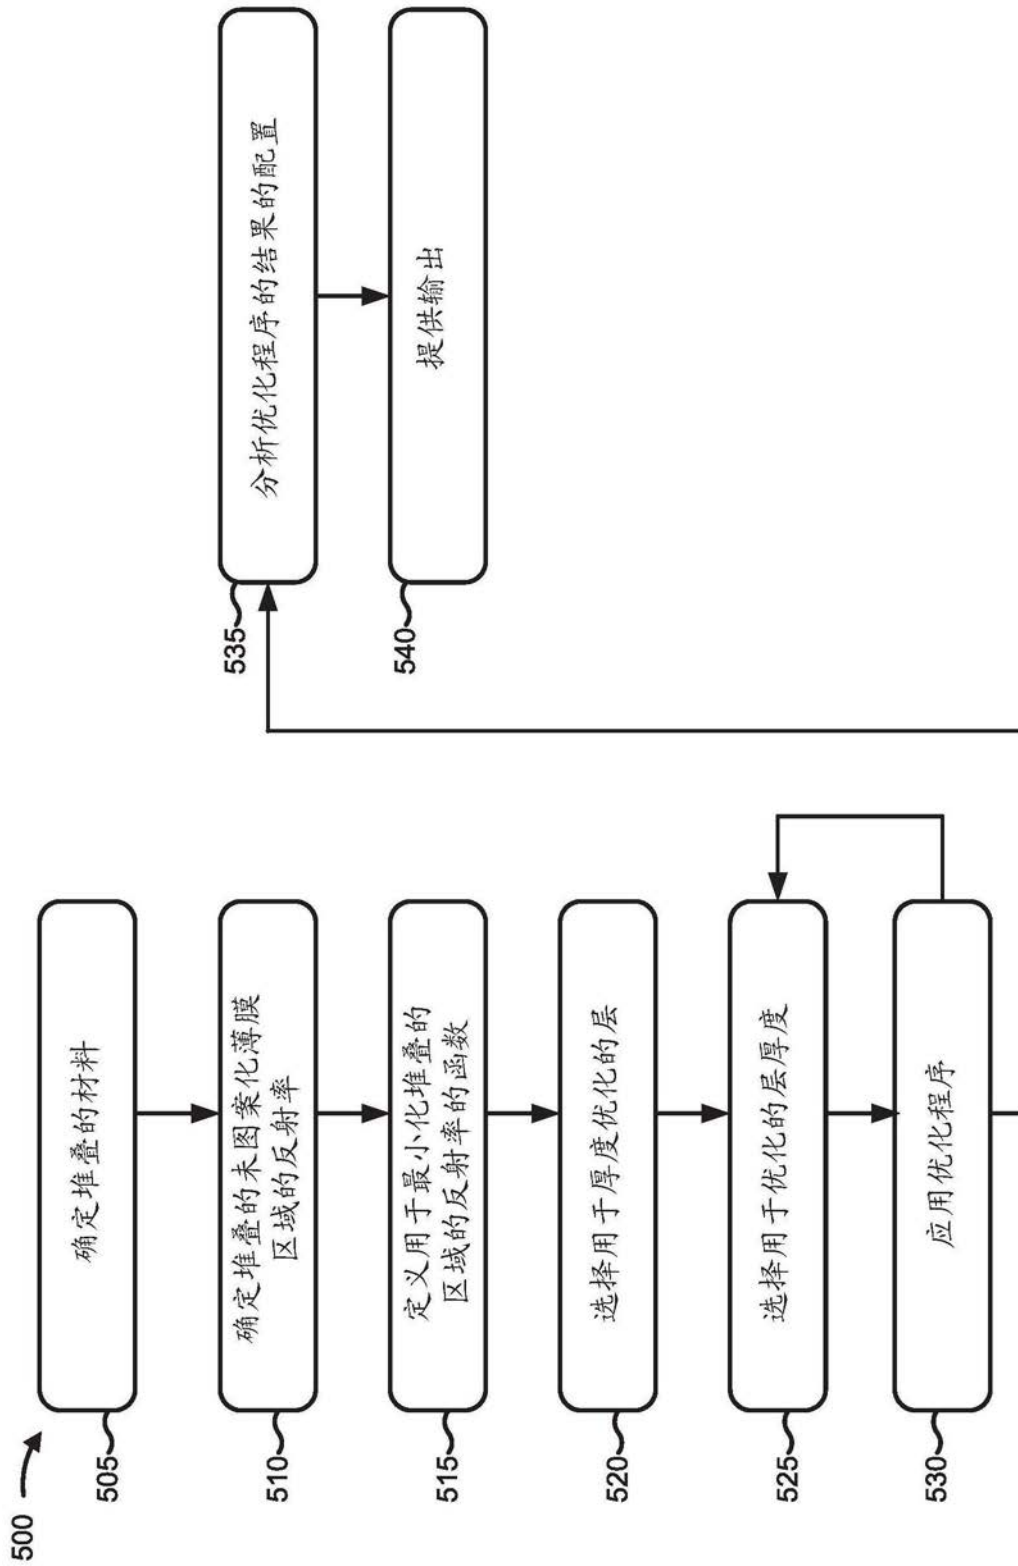 500
505
确定堆叠的材料
510
确定堆叠的未图案化薄膜
区域的反射率
515
定义用于最小化堆叠的
区域的反射率的函数
520
选择用于厚度优化的层
525
选择用于优化的层厚度
530
应用优化程序
535
分析优化程序的结果的配置
540
提供输出